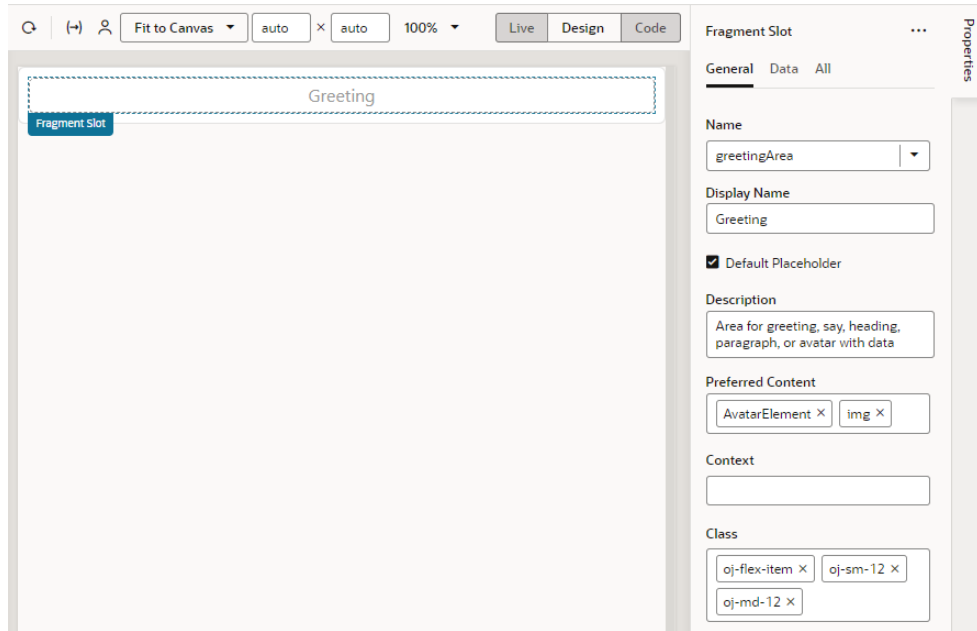 Fit to Canvas auto × auto 100% Live Design Code
Greeting
Fragment Slot
Fragment Slot
General Data All
Name
greetingArea
Display Name
Greeting
Default Placeholder
Description
Area for greeting, say, heading,
paragraph, or avatar with data
Preferred Content
AvatarElement × img ×
Context
Class
oj-flex-item × oj-sm-12 ×
oj-md-12 ×
Properties